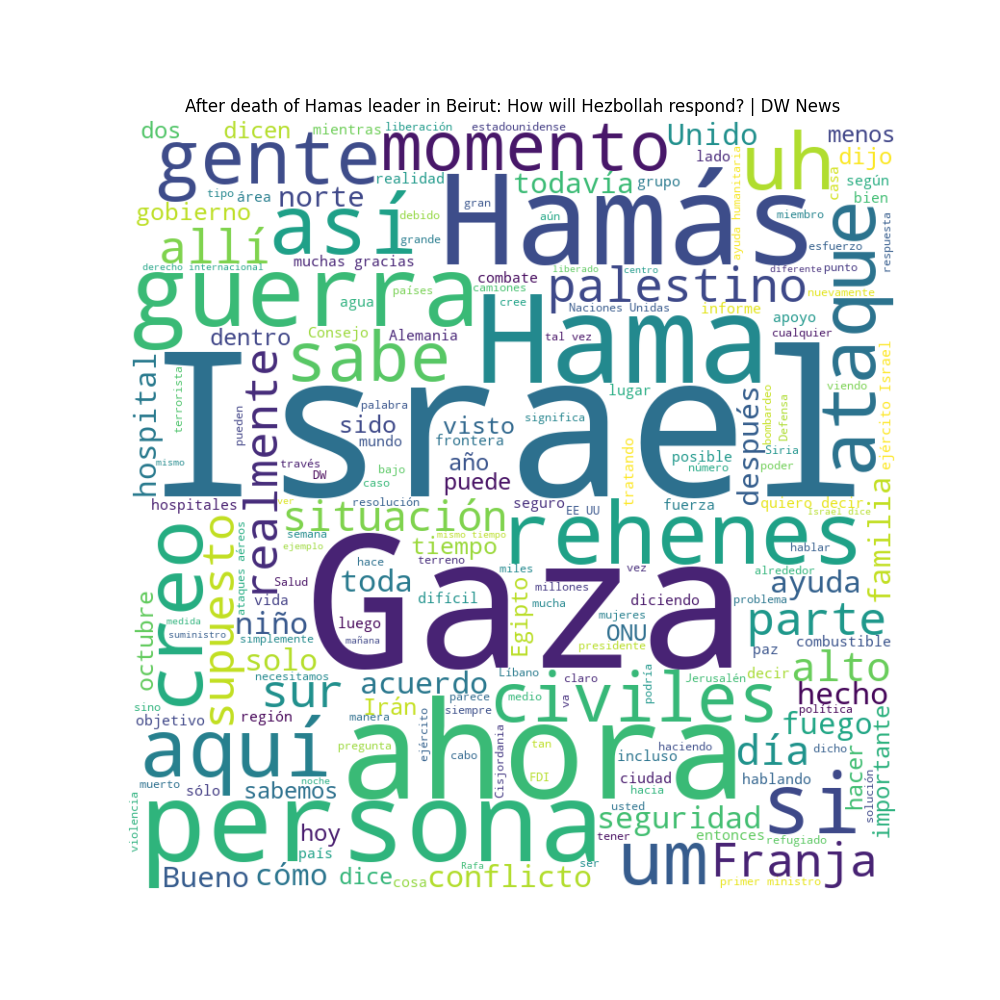 After death of Hamas leader in Beirut: How will Hezbollah respond? | DW News
dos
dicen
mientras
liberación
estadounidense
Unido
menos
gente
momento
uh
dijo
lado
casa
ayuda humanitaria
realidad
todavía
grupo
según
bien
tipo
área
norte
gran
Hamás
aún
miembro
gobierno
así
debido
esfuerzo
respuesta
allí
grande
muchas gracias
derecho internacional
combate
liberado
centro
diferente
punto
guerra
palestino
camiones
países
cree
nuevamente
agua
Naciones Unidas
informe
apoyo
ataque
dentro
Consejo
Alemania
Hama
tal vez
cualquier
sabe
hospital
terrorista
realmente
Israel
lugar
viendo
ejército Israel
pueden
palabra
sido
visto
significa
después
bombardeo
Defensa
mundo
frontera
Siria
tratando
posible
mismo
través
DW
año
bajo
caso
número
poder
puede
hospitales
ver
resolución
seguro
EE UU
fuerza
quiero decir
Israel dice
familia
situación
semana
mismo tiempo
rehenes
creo
supuesto
ataques aéreos
ejemplo
tiempo
hablar
hace
terreno
Gaza
miles
vez
alrededor
Salud
toda
Egipto
millones
ayuda
octubre
vida
difícil
mucha
diciendo
problema
medida
niño
luego
mujeres
parte
suministro
simplemente
mañana
ONU
presidente
paz
combustible
solo
necesitamos
Líbano
claro
Jerusalén
decir
alto
sur
acuerdo
podría
sino
parece
medio
va
civiles
hecho
objetivo
región
Irán
siempre
política
manera
fuego
importante
aquí
pregunta
ejército
ahora
tan
haciendo
día
dicho
cabo
Cisjordania
incluso
hacer
solución
muerto
noche
FDI
ciudad
hablando
sólo
sabemos
hacia
si
violencia
persona
usted
seguridad
hoy
tener
entonces
refugiado
país
um
Franja
Bueno
cómo
dice
cosa
Rafa
conflicto
ser
primer ministro